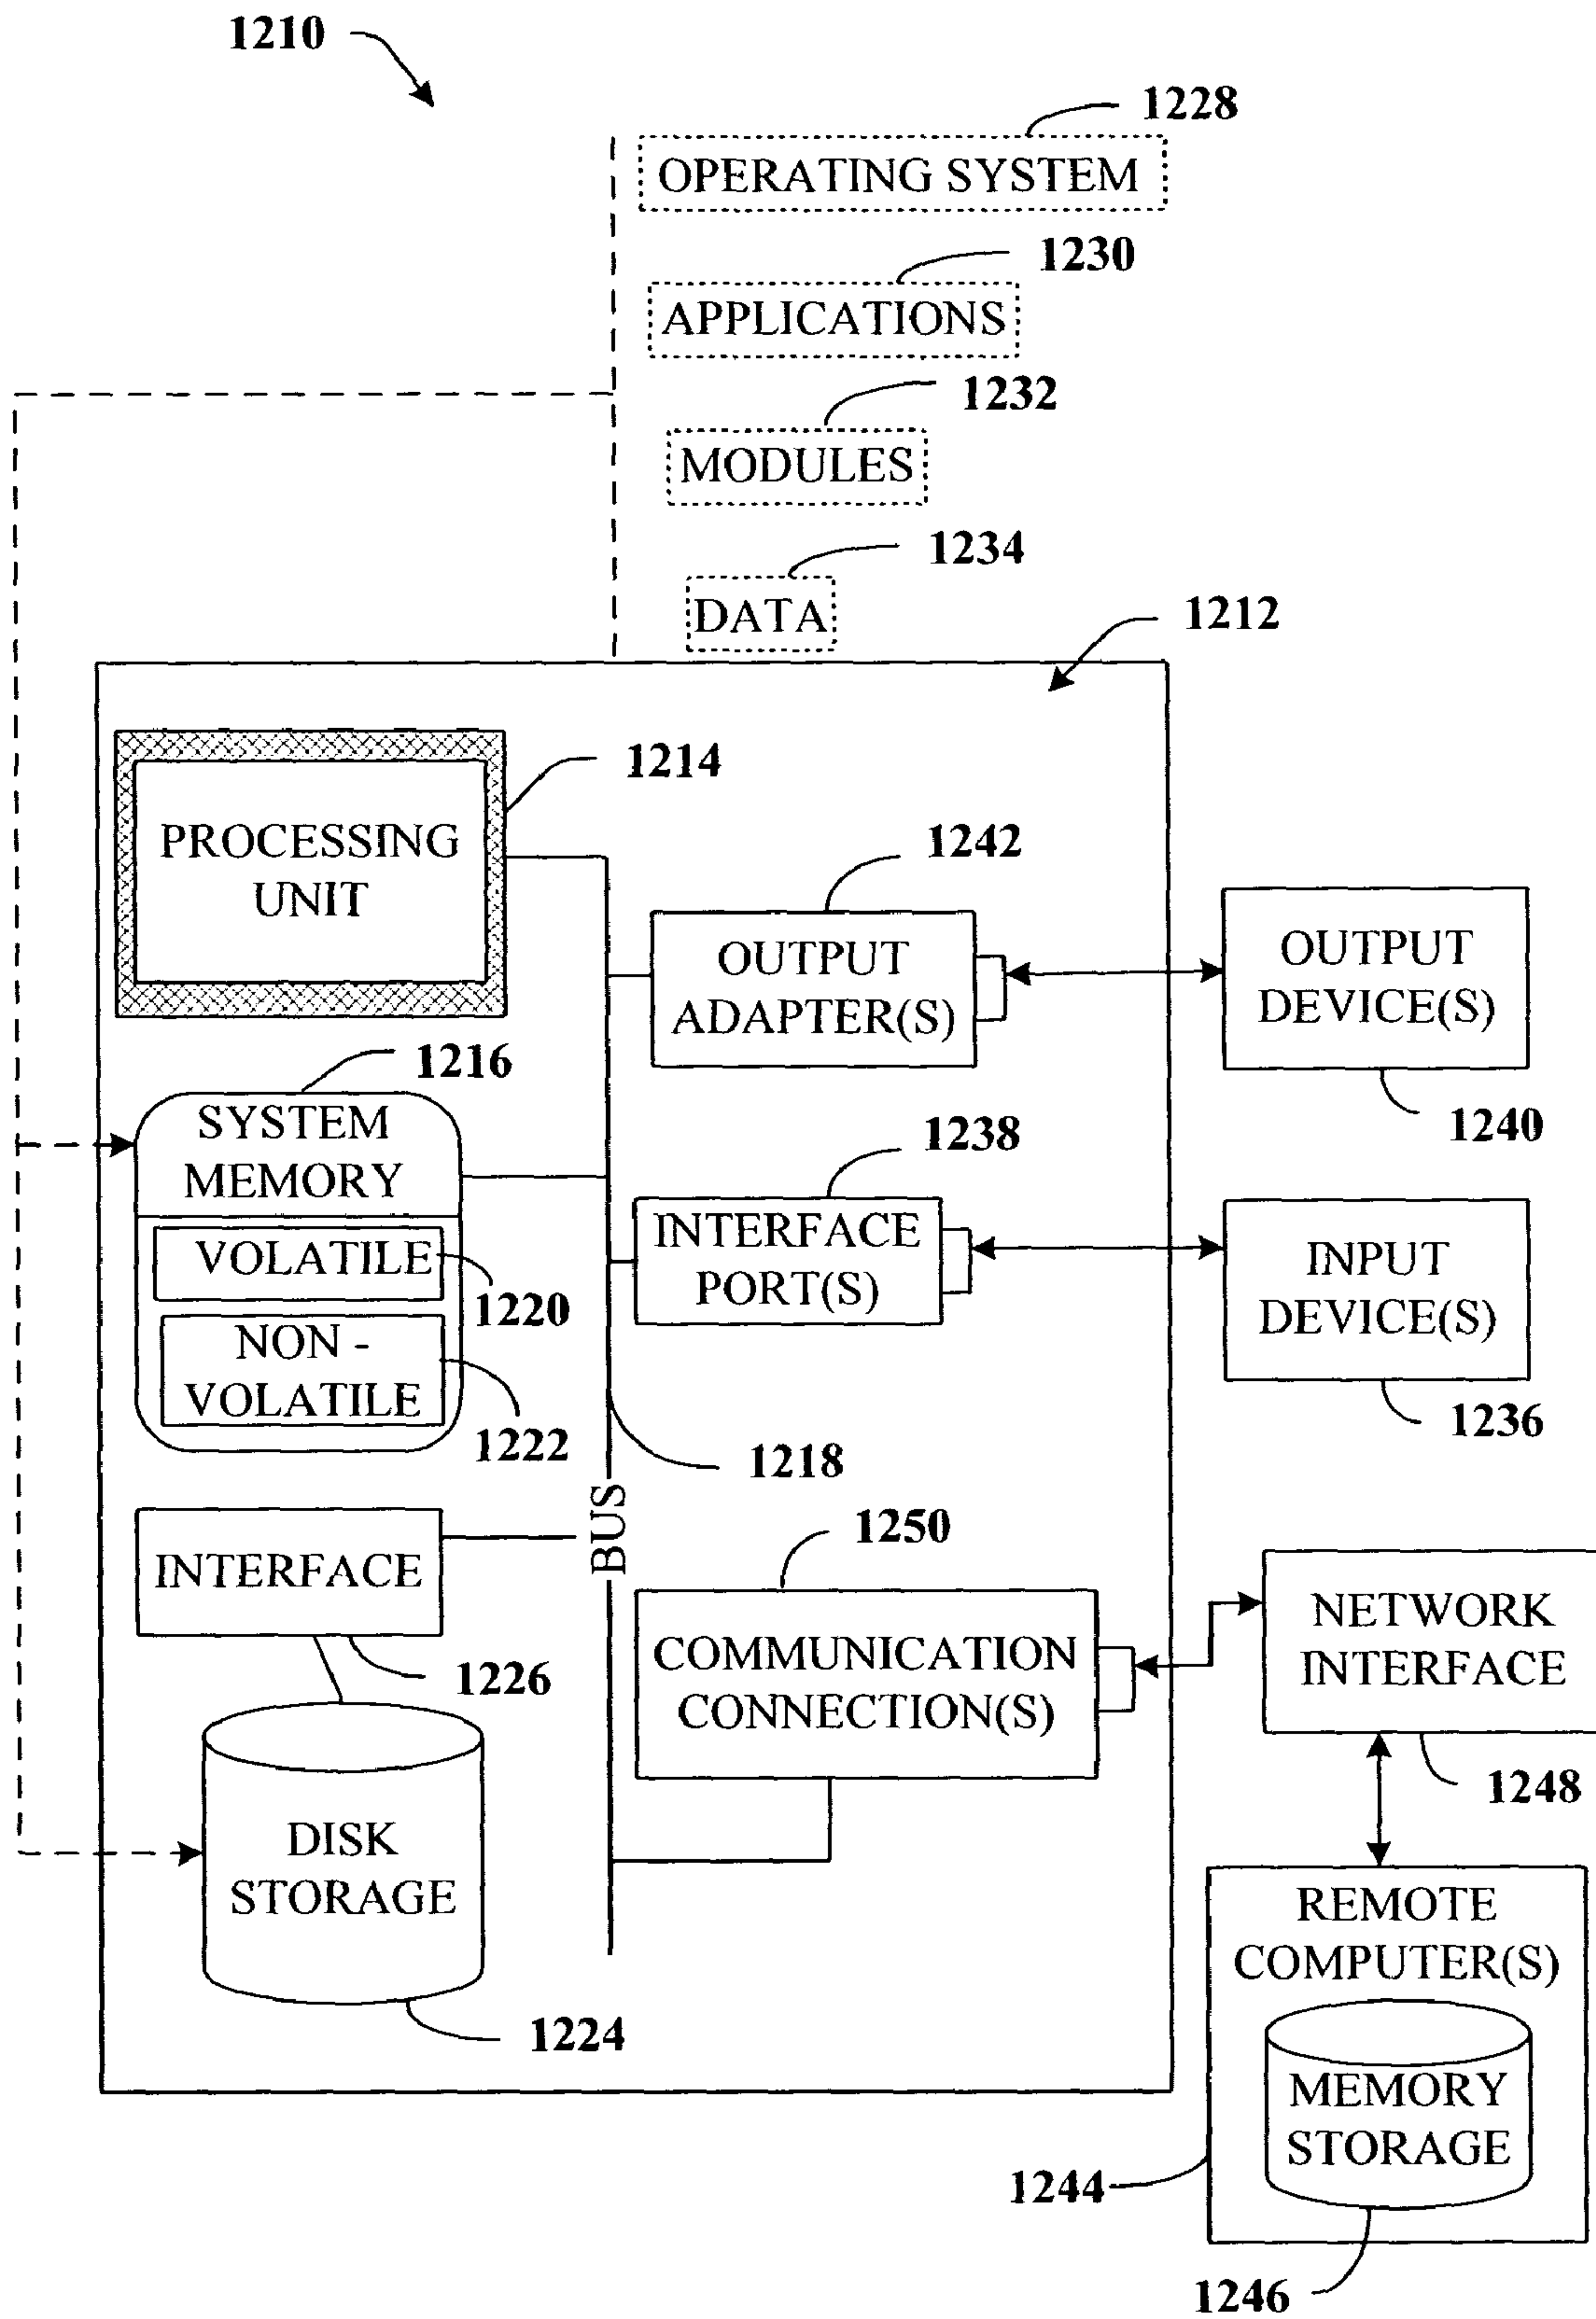 1210
1228
OPERATING SYSTEM
1230
APPLICATIONS
1232
MODULES
1234
DATA
1212
1214
PROCESSING
UNIT
1242
OUTPUT
ADAPTER(S)
OUTPUT
DEVICE(S)
1240
1216
SYSTEM
MEMORY
VOLATILE
1220
NON -
VOLATILE
1222
1238
INTERFACE
PORT(S)
INPUT
DEVICE(S)
1236
1218
BUS
INTERFACE
1226
1250
COMMUNICATION
CONNECTION(S)
NETWORK
INTERFACE
1248
DISK
STORAGE
1224
REMOTE
COMPUTER(S)
MEMORY
STORAGE
1244
1246